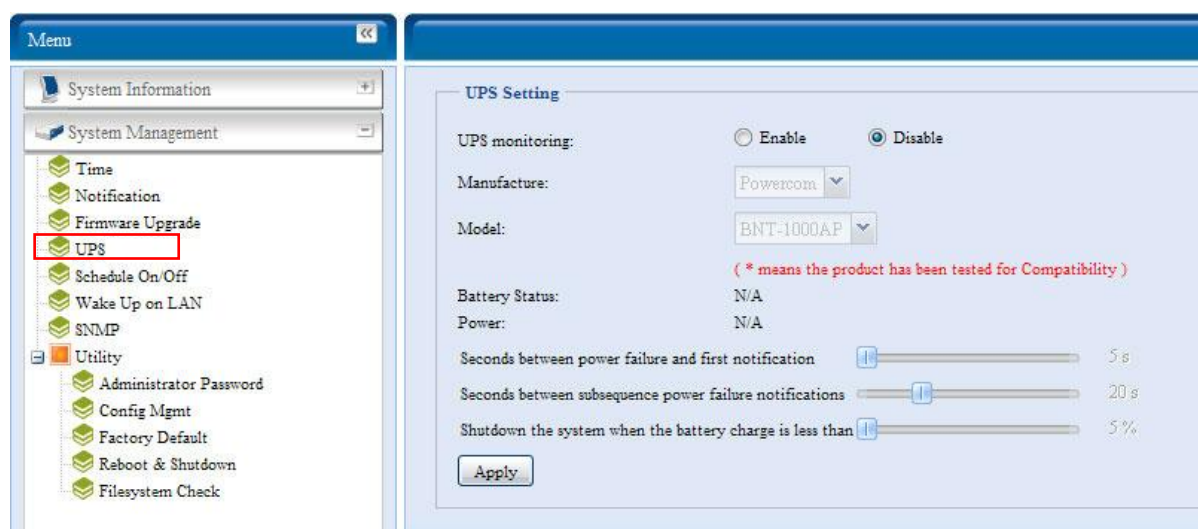 Menu
System Information
System Management
Time
Notification
Firmware Upgrade
UPS
Schedule On/Off
Wake Up on LAN
SNMP
Utility
Administrator Password
Config Mgmt
Factory Default
Reboot & Shutdown
Filesystem Check
UPS Setting
UPS monitoring: Enable Disable
Manufacture: Powercom
Model: BNT-1000AP
( * means the product has been tested for Compatibility )
Battery Status: N/A
Power: N/A
Seconds between power failure and first notification 5 s
Seconds between subsequence power failure notifications 20 s
Shutdown the system when the battery charge is less than 5 %
Apply